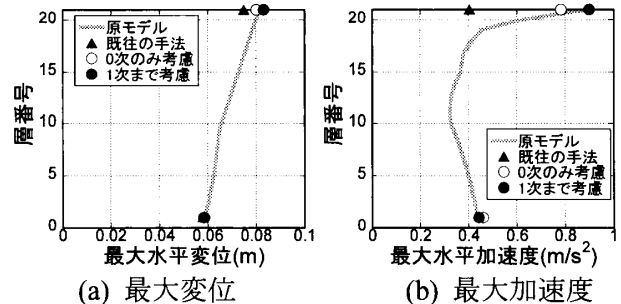 20
15
10
5
0
層番号
原モデル
既往の手法
0次のみ考慮
1次まで考慮
0 0.02 0.04 0.06 0.08 0.1
最大水平変位(m)
(a) 最大変位
20
15
10
5
0
層番号
原モデル
既往の手法
0次のみ考慮
1次まで考慮
0 0.2 0.4 0.6 0.8 1
最大水平加速度(m/s²)
(b) 最大加速度